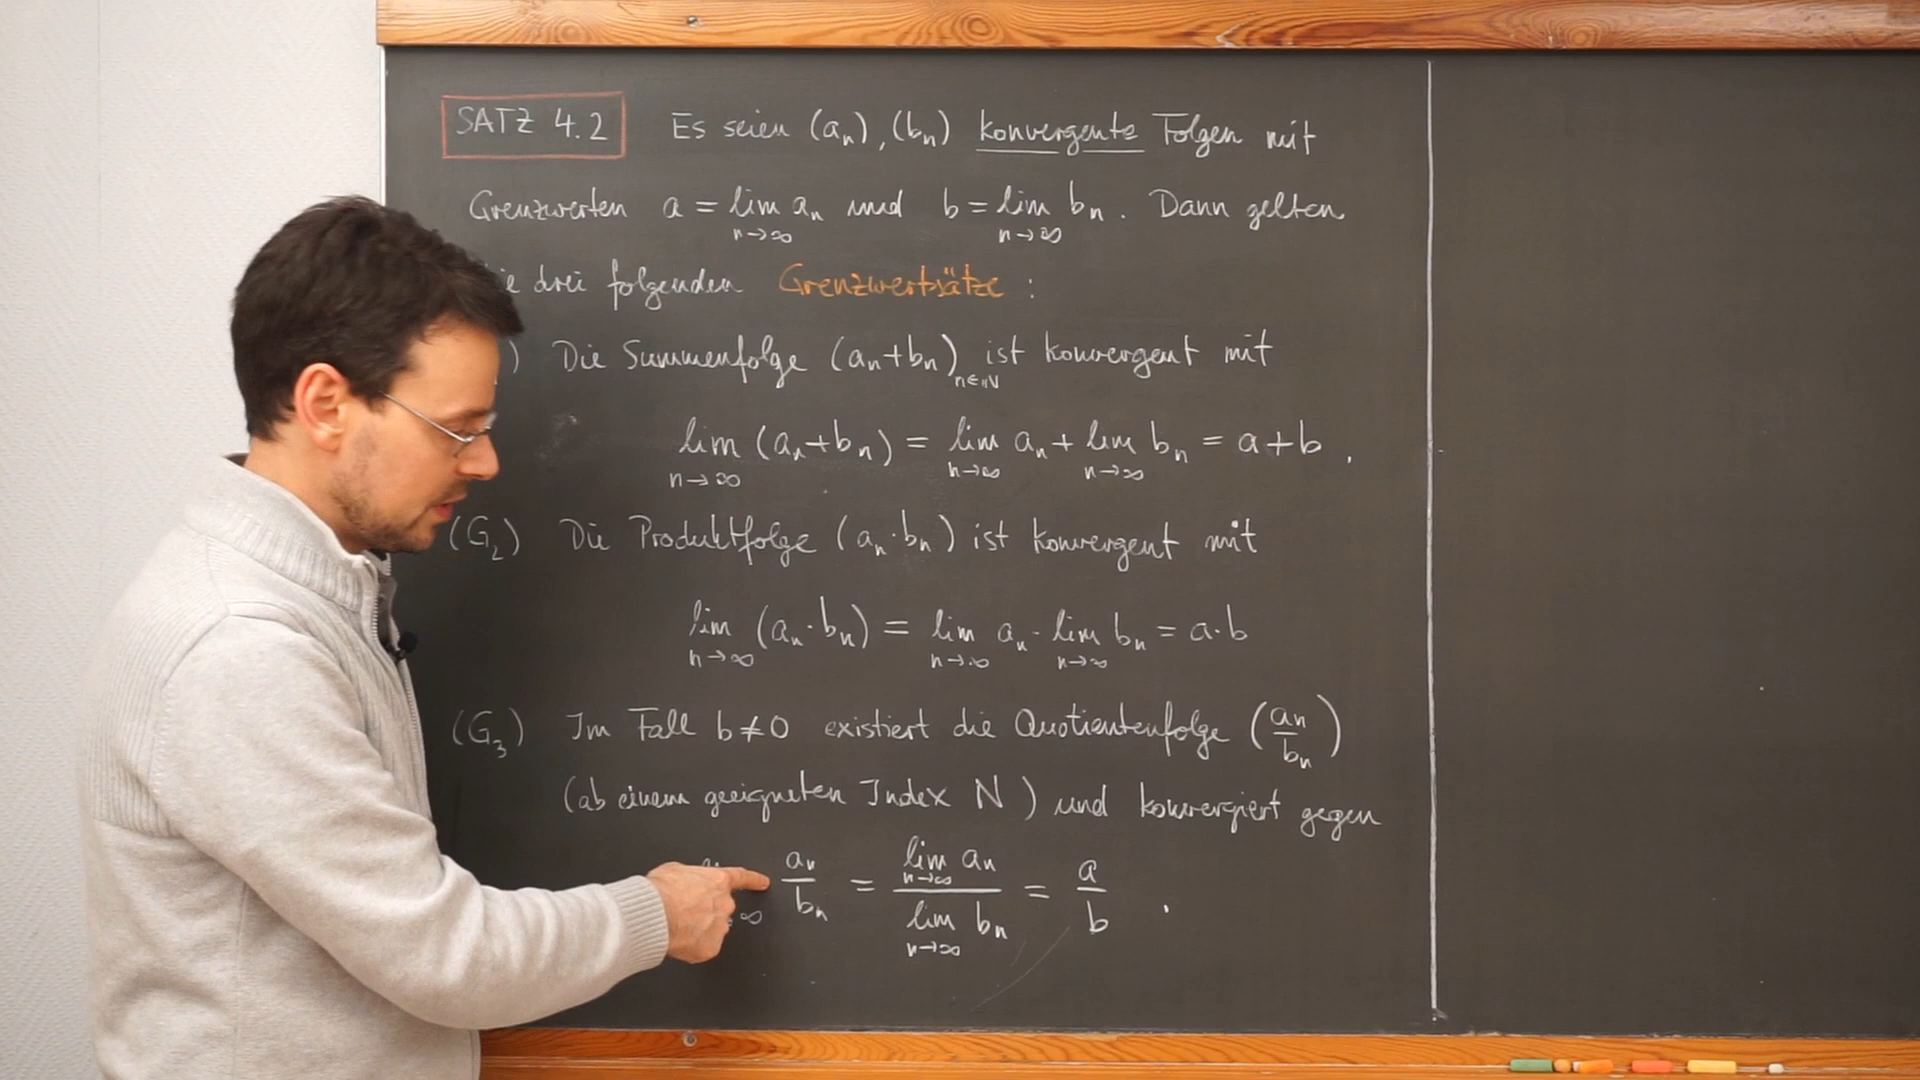 SATZ 4.2 Es seien (aₙ), (bₙ) konvergente Folgen mit
Grenzwerten a = lim aₙ und b = lim bₙ. Dann gelten
n→∞ n→∞
drei folgenden Grenzwertsätze :
) Die Summenfolge (aₙ+bₙ)ₙ∈ℕ ist konvergent mit
lim (aₙ+bₙ) = lim aₙ + lim bₙ = a+b ,
n→∞ n→∞ n→∞
(G₂) Die Produktfolge (aₙ·bₙ) ist konvergent mit
lim (aₙ·bₙ) = lim aₙ · lim bₙ = a·b
n→∞ n→∞ n→∞
(G₃) Im Fall b≠0 existiert die Quotientenfolge (aₙ/bₙ)
(ab einem geeigneten Index N) und konvergiert gegen
aₙ/bₙ = lim aₙ / lim bₙ = a/b .
∞ n→∞ n→∞